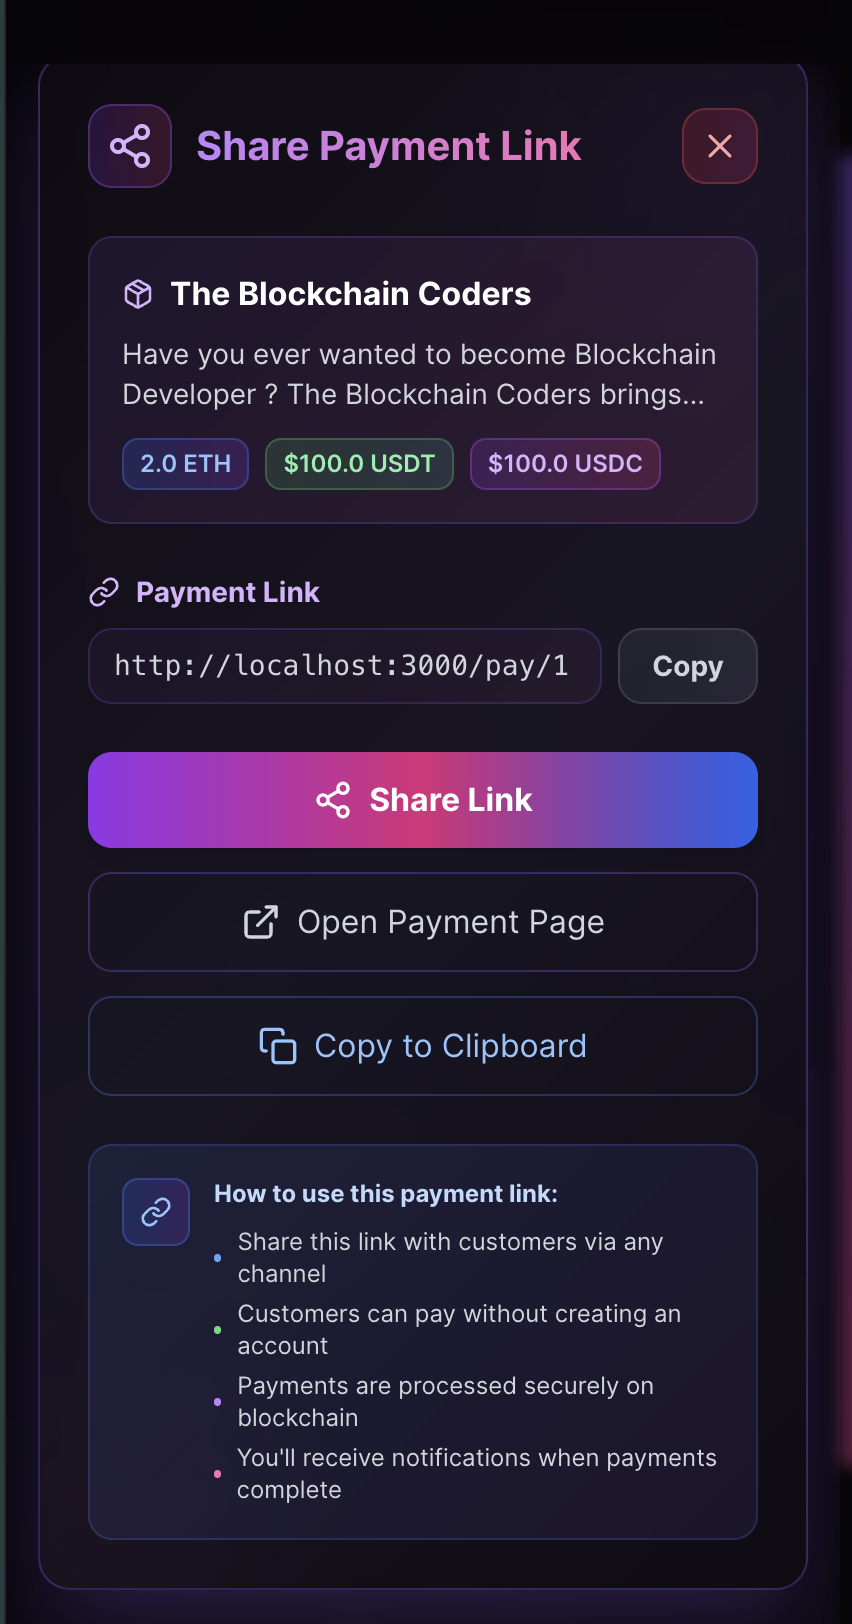 Share Payment Link
The Blockchain Coders
Have you ever wanted to become Blockchain
Developer ? The Blockchain Coders brings...
2.0 ETH
$100.0 USDT
$100.0 USDC
Payment Link
http://localhost:3000/pay/1
Copy
Share Link
Open Payment Page
Copy to Clipboard
How to use this payment link:
Share this link with customers via any
channel
Customers can pay without creating an
account
Payments are processed securely on
blockchain
You'll receive notifications when payments
complete